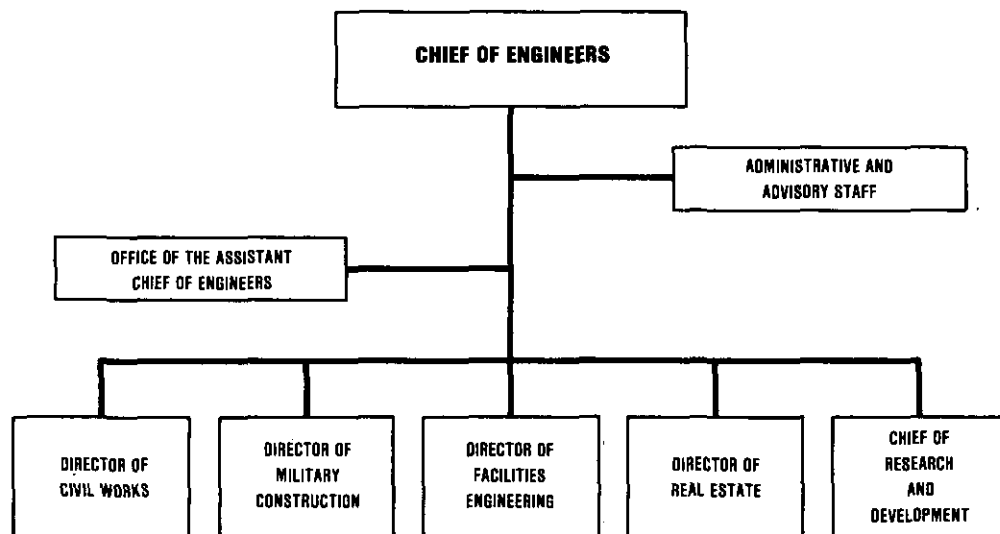 CHIEF OF ENGINEERS
ADMINISTRATIVE AND
ADVISORY STAFF
OFFICE OF THE ASSISTANT
CHIEF OF ENGINEERS
DIRECTOR OF
CIVIL WORKS
DIRECTOR OF
MILITARY
CONSTRUCTION
DIRECTOR OF
FACILITIES
ENGINEERING
DIRECTOR OF
REAL ESTATE
CHIEF OF
RESEARCH
AND
DEVELOPMENT